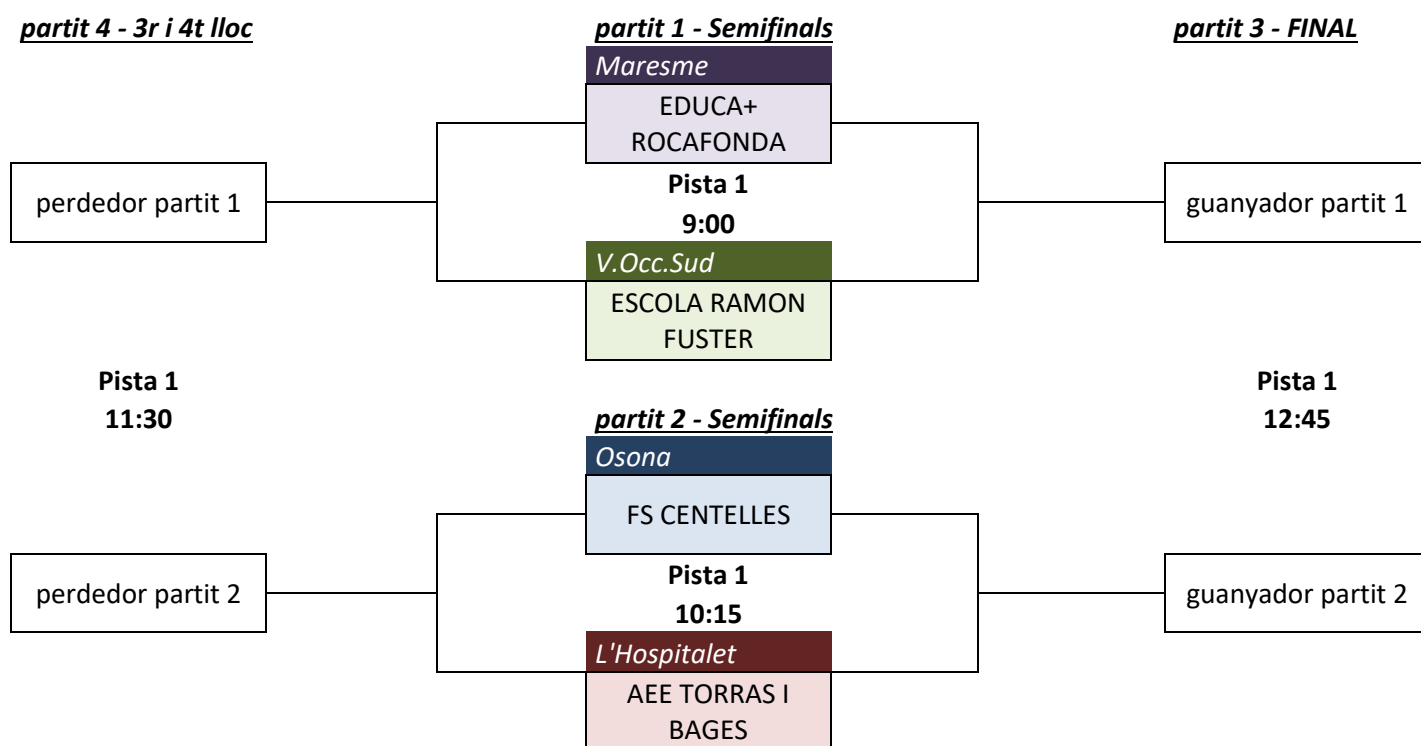 partit 4 - 3r i 4t lloc
partit 1 - Semifinals
partit 3 - FINAL
Maresme
EDUCA+
ROCAFONDA
perdedor partit 1
Pista 1
9:00
guanyador partit 1
V.Occ.Sud
ESCOLA RAMON
FUSTER
Pista 1
11:30
Pista 1
12:45
partit 2 - Semifinals
Osona
FS CENTELLES
perdedor partit 2
Pista 1
10:15
guanyador partit 2
L'Hospitalet
AEE TORRAS I
BAGES